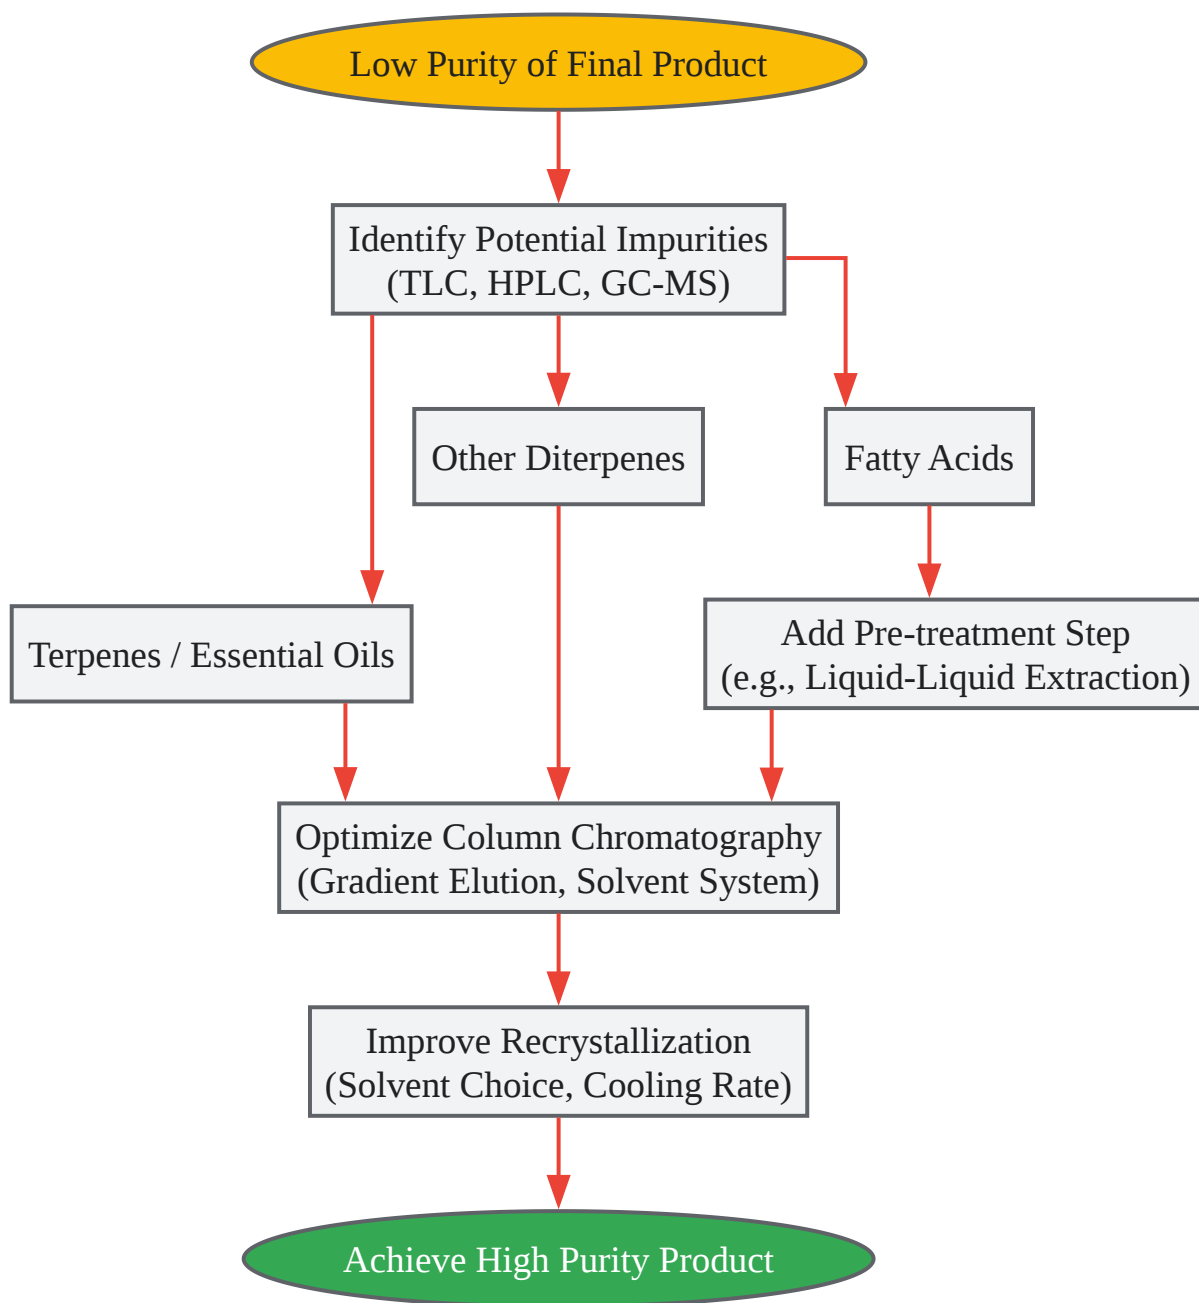 Low Purity of Final Product
Identify Potential Impurities
(TLC, HPLC, GC-MS)
Other Diterpenes
Fatty Acids
Terpenes / Essential Oils
Add Pre-treatment Step
(e.g., Liquid-Liquid Extraction)
Optimize Column Chromatography
(Gradient Elution, Solvent System)
Improve Recrystallization
(Solvent Choice, Cooling Rate)
Achieve High Purity Product